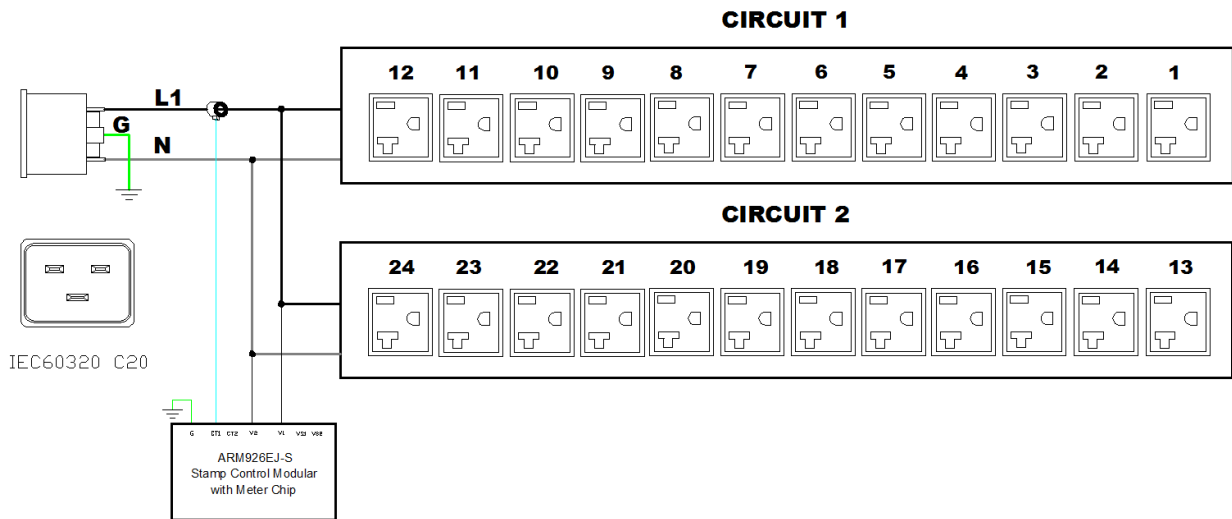 CIRCUIT 1
12 11 10 9 8 7 6 5 4 3 2 1
L1
G
N
CIRCUIT 2
24 23 22 21 20 19 18 17 16 15 14 13
IEC60320 C20
G CT1 CT2 V2 V1 VS1
ARM926EJ-S
Stamp Control Modular
with Meter Chip